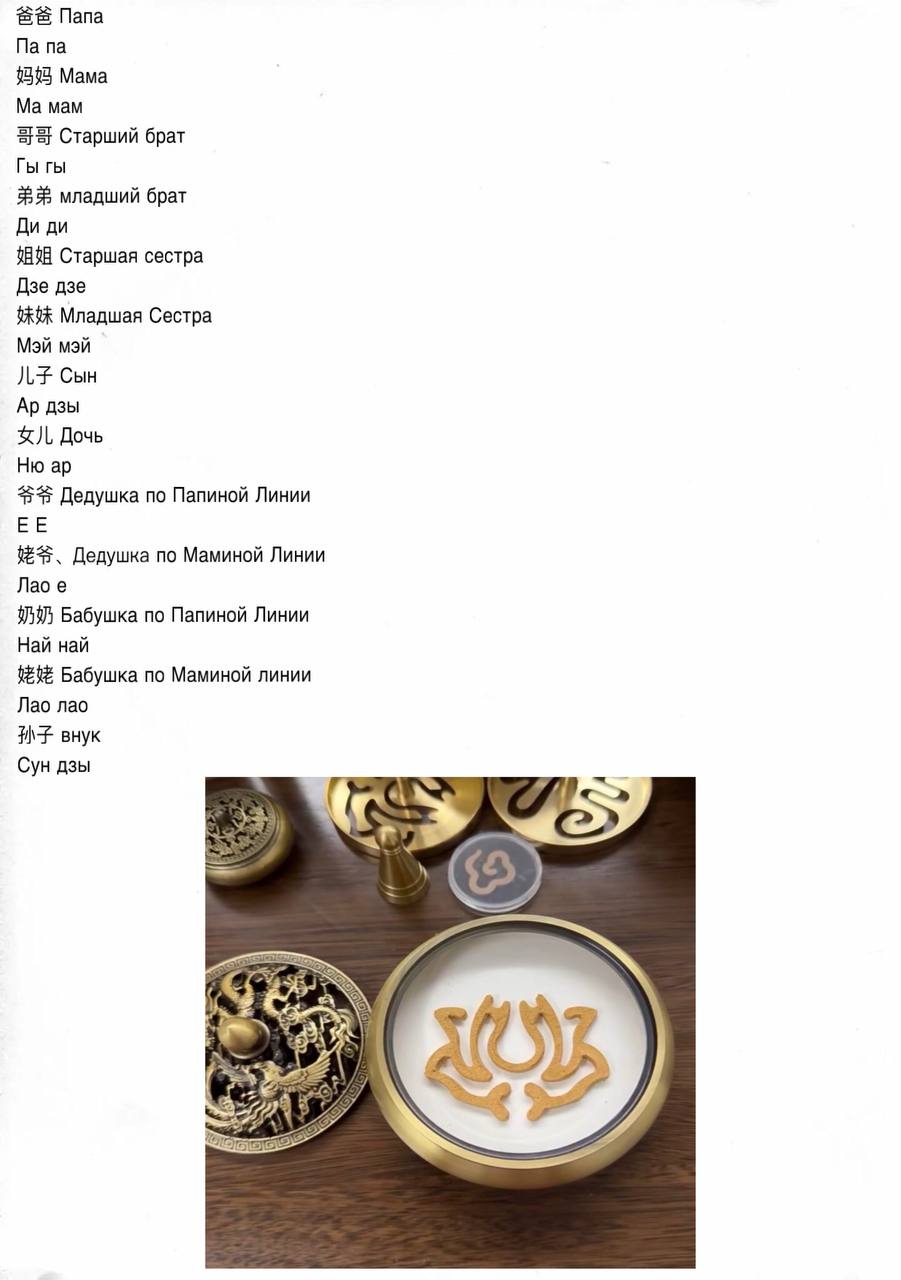 爸爸 Папа
Па па
妈妈 Мама
Ма мам
哥哥 Старший брат
Гы гы
弟弟 младший брат
Ди ди
姐姐 Старшая сестра
Дзе дзе
妹妹 Младшая Сестра
Мэй мэй
儿子 Сын
Ар дзы
女儿 Дочь
Ню ар
爷爷 Дедушка по Папиной Линии
Е Е
姥爷、Дедушка по Маминой Линии
Лао е
奶奶 Бабушка по Папиной Линии
Най най
姥姥 Бабушка по Маминой линии
Лао лао
孙子 внук
Сун дзы